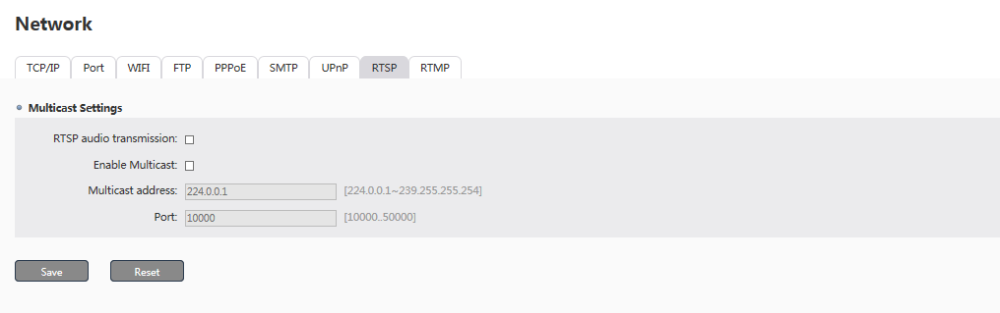 Network
TCP/IP Port WIFI FTP PPPoE SMTP UPnP RTSP RTMP
Multicast Settings
RTSP audio transmission:
Enable Multicast:
Multicast address: 224.0.0.1 [224.0.0.1~239.255.255.254]
Port: 10000 [10000..50000]
Save Reset